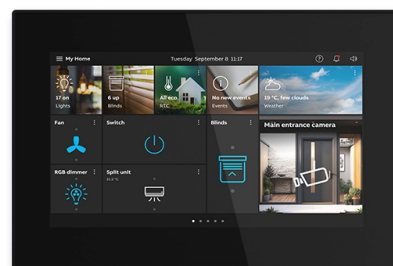 My Home
Tuesday September 8 11:17
17 on
Lights
6 up
Blinds
All eco
NTC
No new events
Events
19 °C, few clouds
Weather
Fan
Switch
Blinds
Main entrance camera
RGB dimmer
Split unit